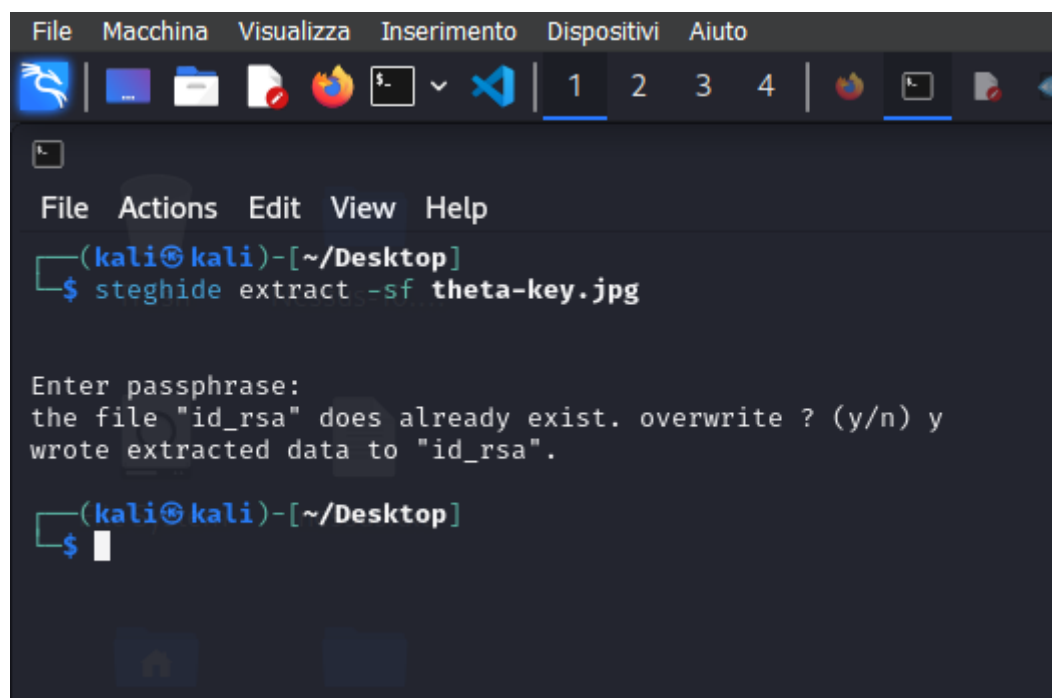 File Macchina Visualizza Inserimento Dispositivi Aiuto
1 2 3 4
File Actions Edit View Help
┌──(kali㉿kali)-[~/Desktop]
└─$ steghide extract -sf theta-key.jpg
Enter passphrase:
the file "id_rsa" does already exist. overwrite ? (y/n) y
wrote extracted data to "id_rsa".
┌──(kali㉿kali)-[~/Desktop]
└─$